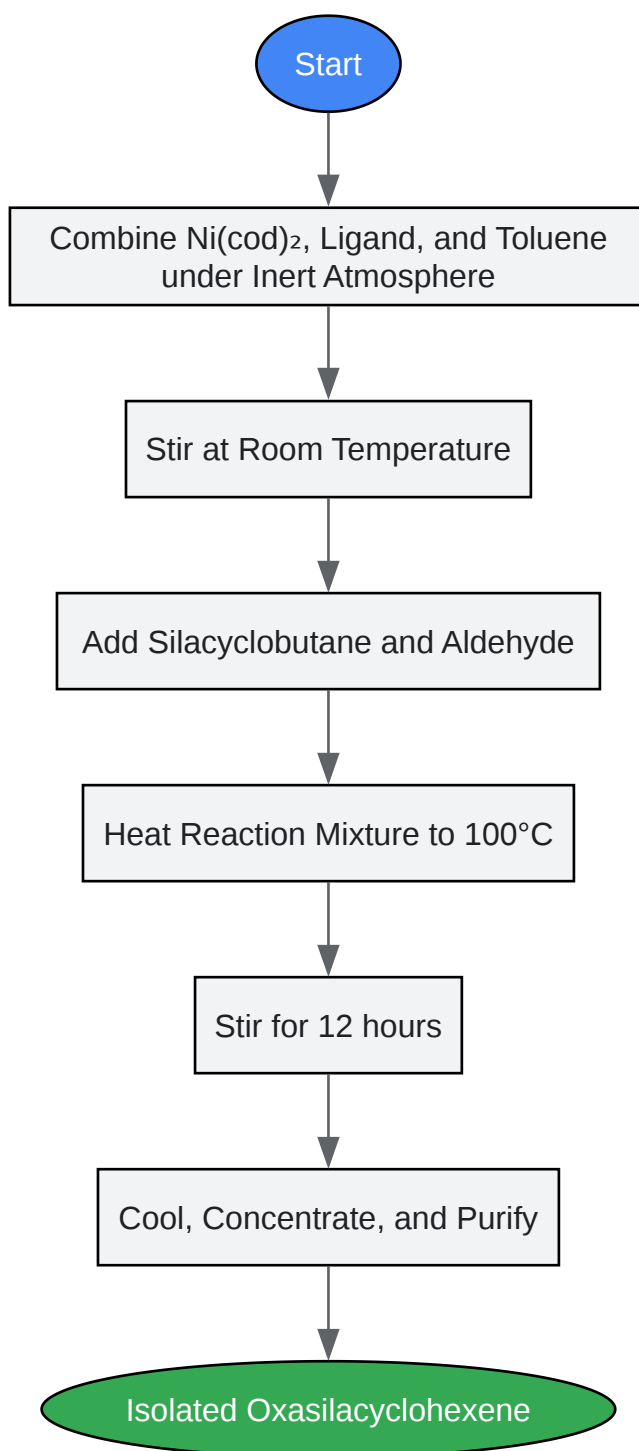 Start
Combine Ni(cod)₂, Ligand, and Toluene
under Inert Atmosphere
Stir at Room Temperature
Add Silacyclobutane and Aldehyde
Heat Reaction Mixture to 100°C
Stir for 12 hours
Cool, Concentrate, and Purify
Isolated Oxasilacyclohexene